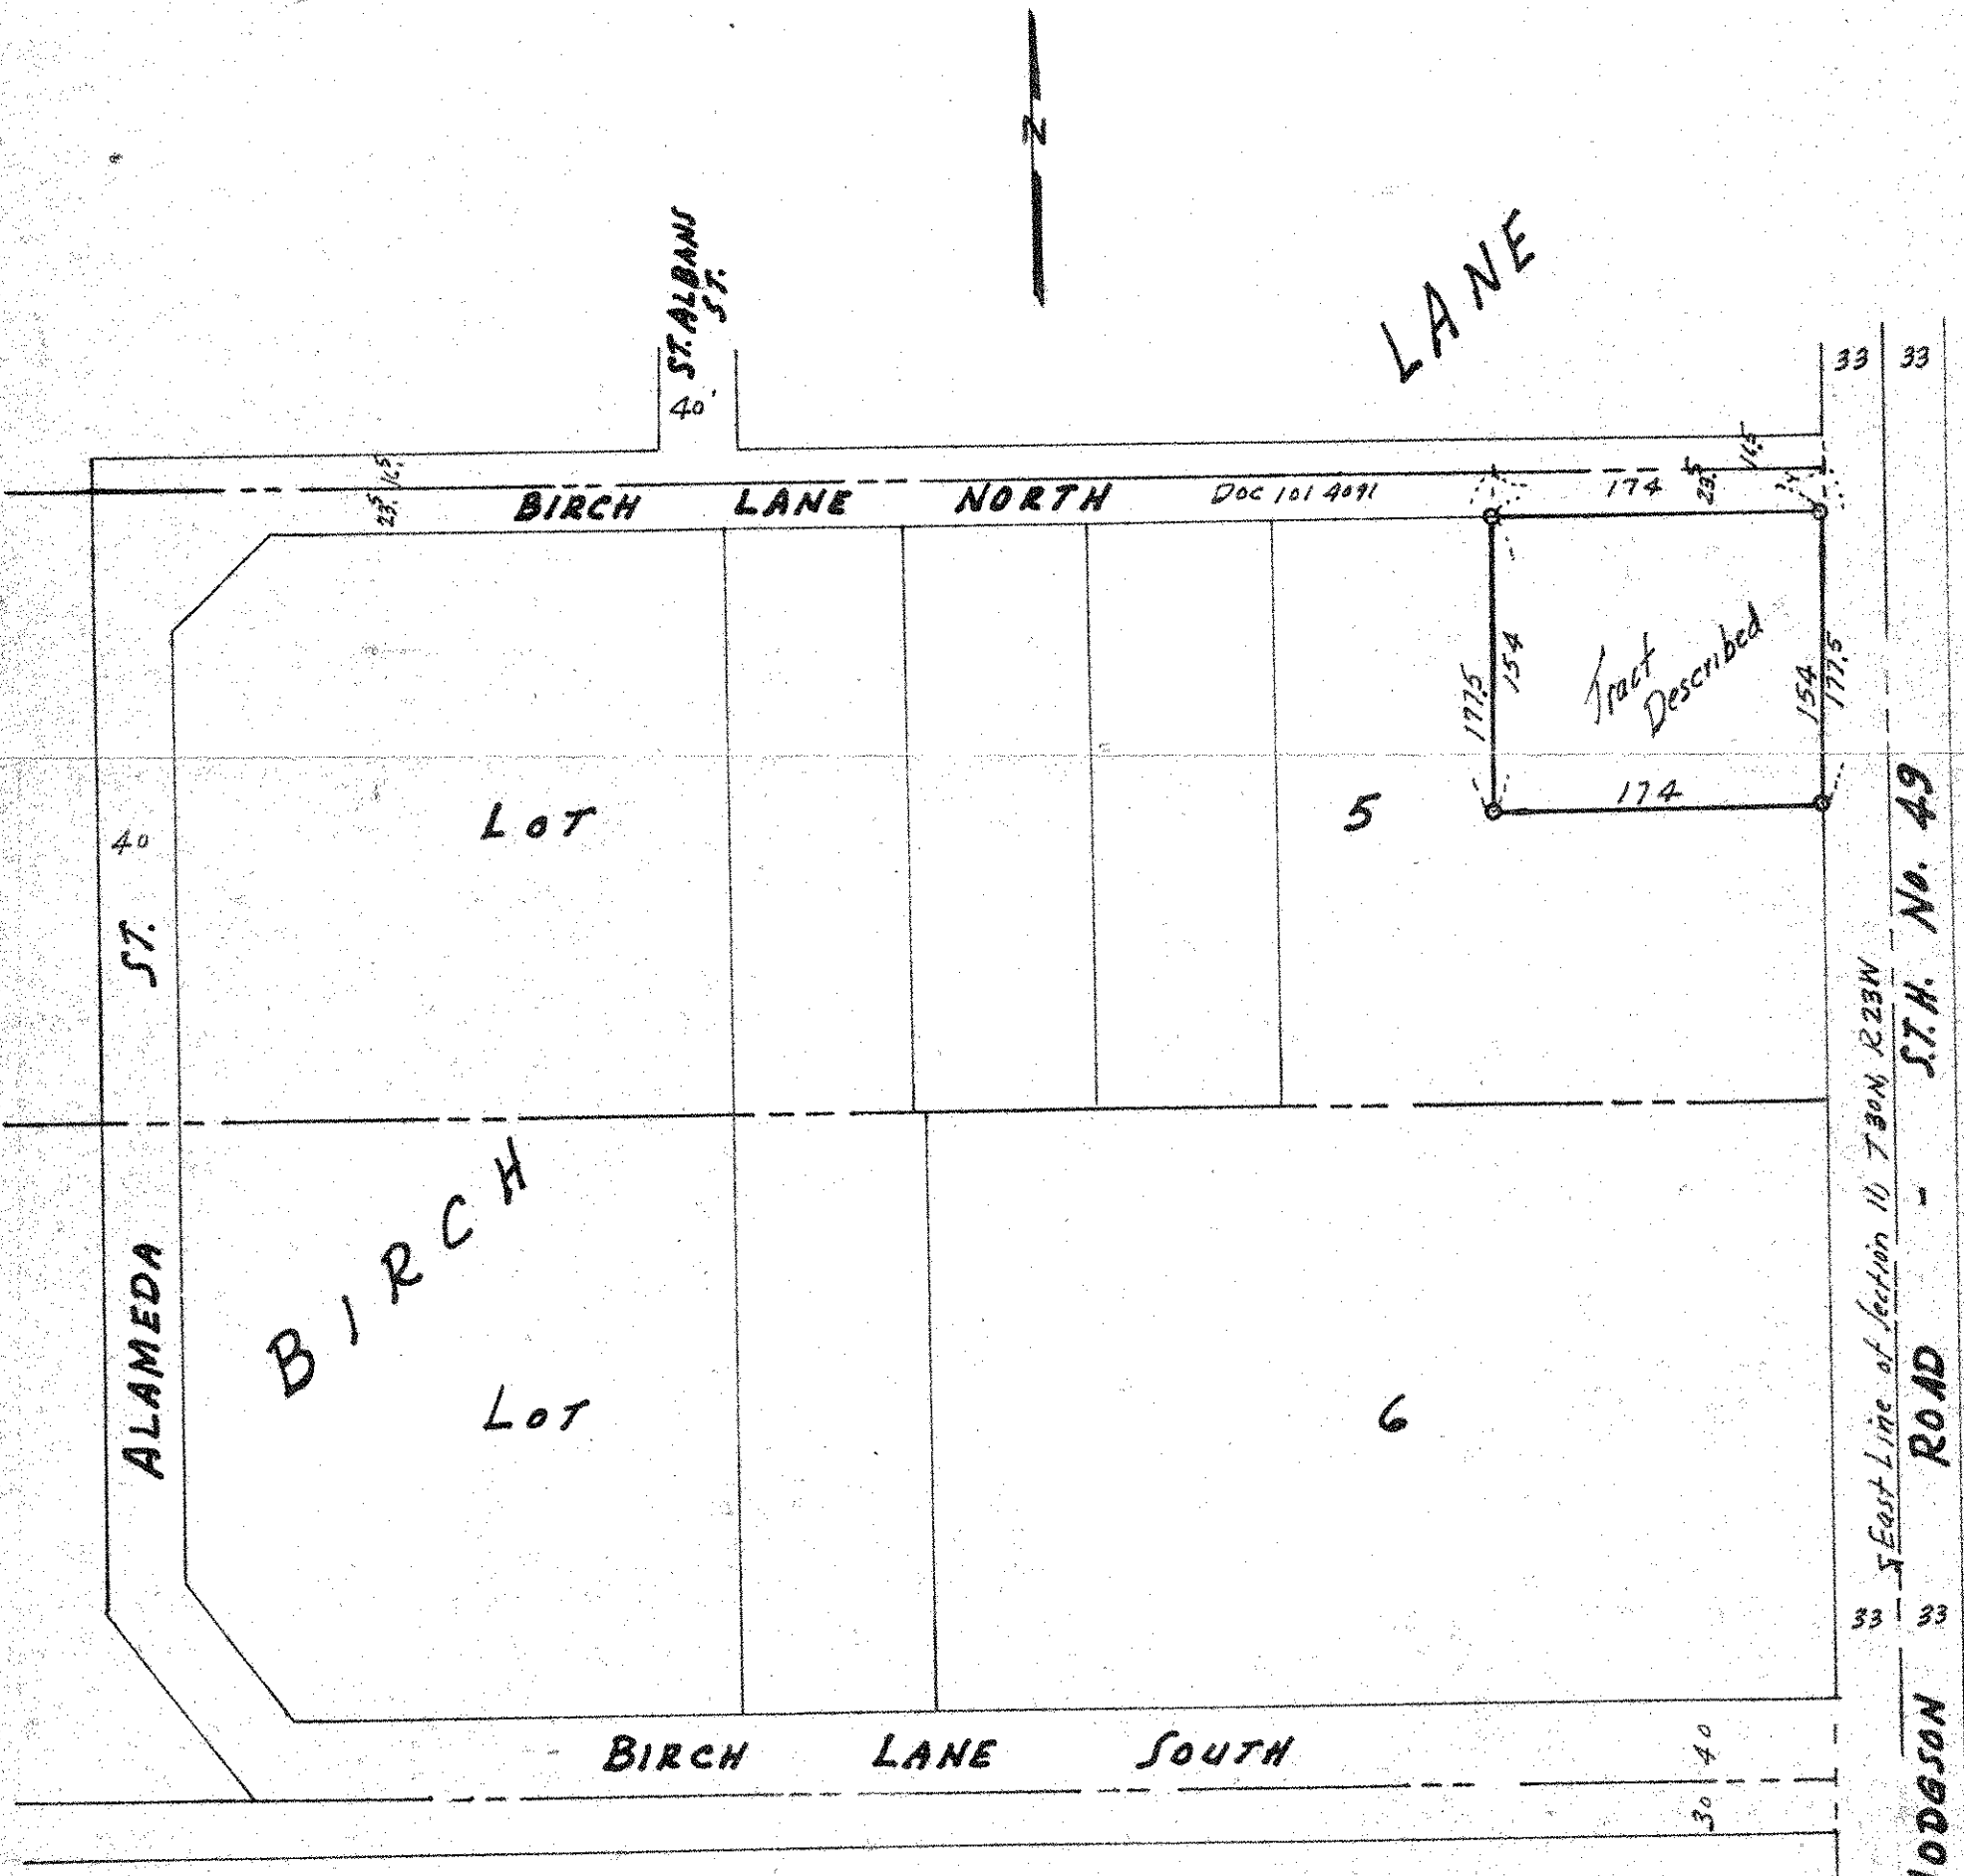 N
ST. ALBANS
ST.
40'
LANE
33 33
16.5
23.5
BIRCH LANE NORTH
DOC 101 4091
174
23.5
16.5
154
177.5
Tract
Described
154
177.5
174
LOT 5
40
ALAMEDA ST.
BIRCH
LOT 6
East Line of Section 11, T30N, R23W
HODGSON ROAD - S.T.H. No. 49
33 33
BIRCH LANE SOUTH
40
30